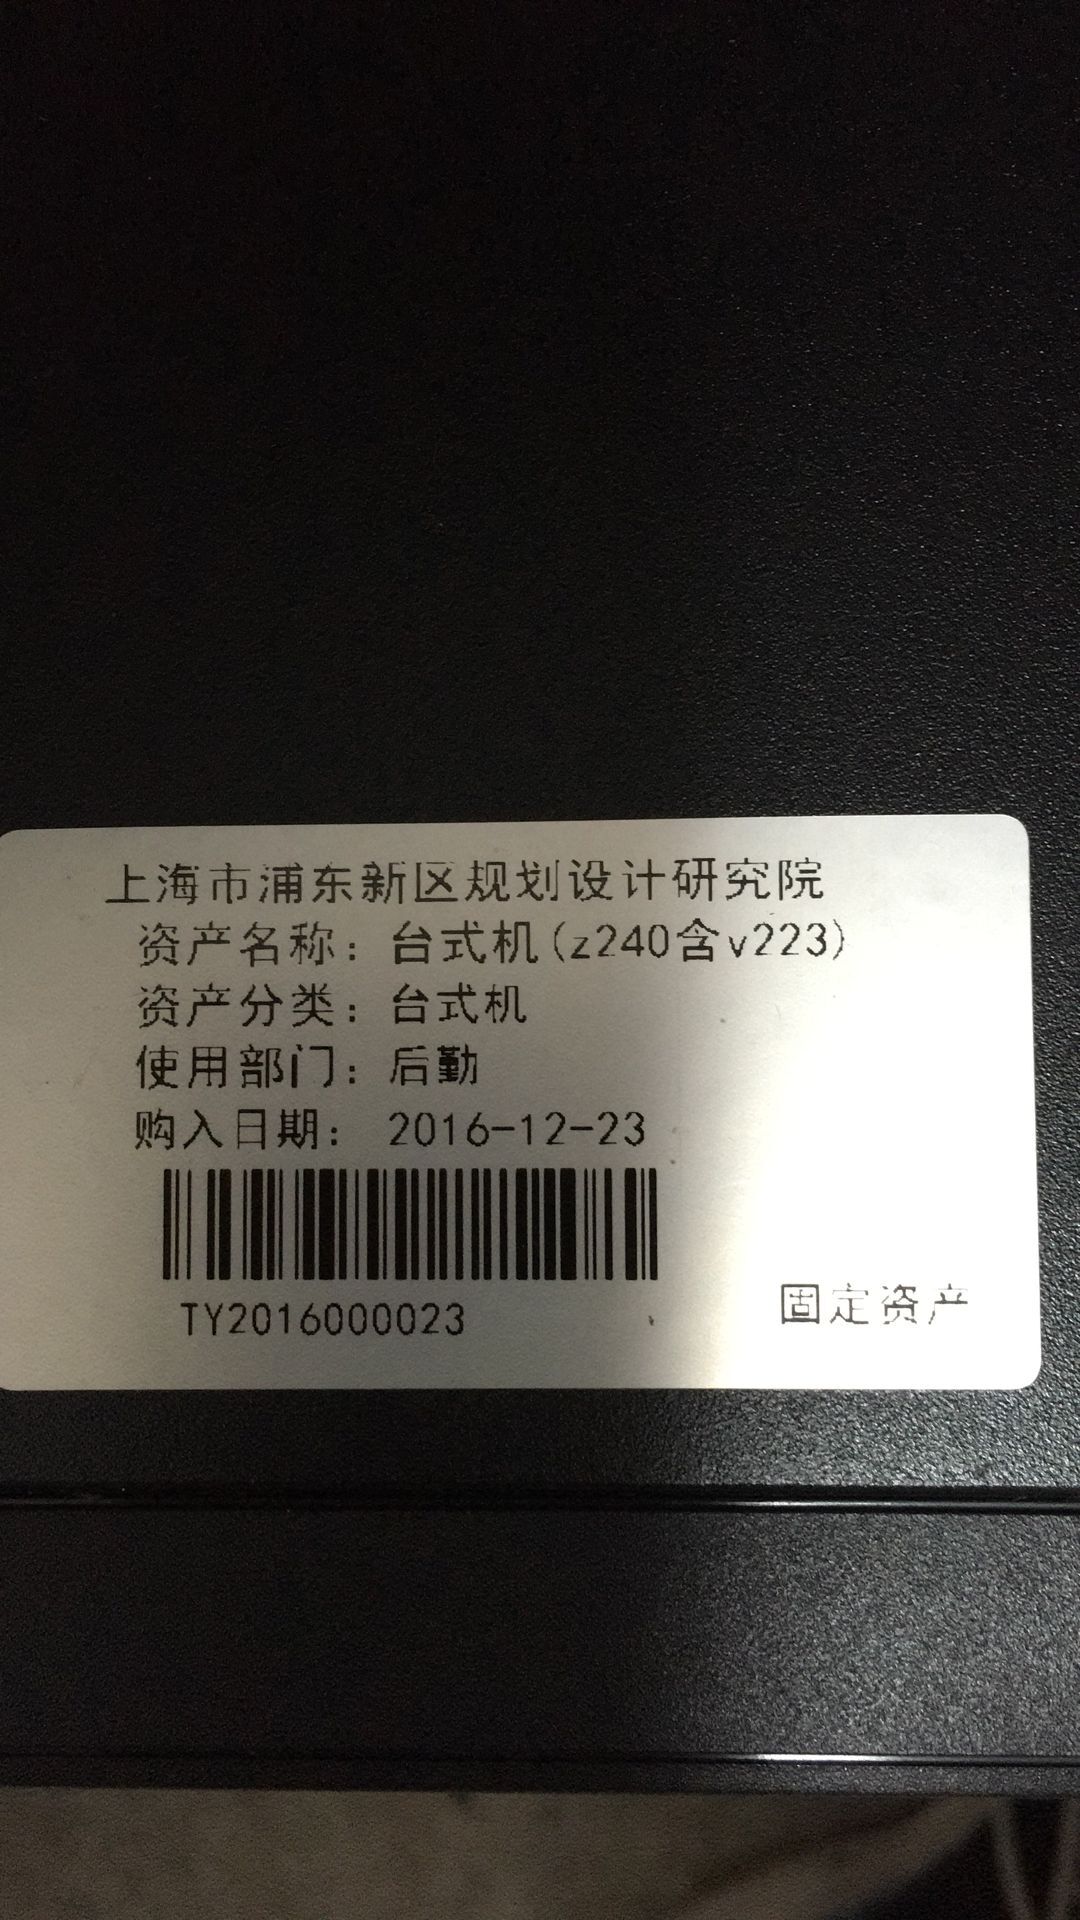 上海市浦东新区规划设计研究院
资产名称：台式机(z240含v223)
资产分类：台式机
使用部门：后勤
购入日期： 2016-12-23
TY2016000023
固定资产